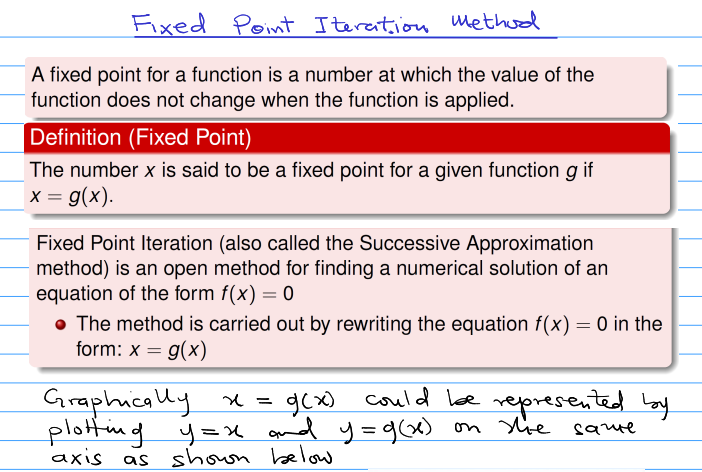 Fixed Point Iteration Method
A fixed point for a function is a number at which the value of the
function does not change when the function is applied.
Definition (Fixed Point)
The number x is said to be a fixed point for a given function g if
x = g(x).
Fixed Point Iteration (also called the Successive Approximation
method) is an open method for finding a numerical solution of an
equation of the form f(x) = 0
• The method is carried out by rewriting the equation f(x) = 0 in the
form: x = g(x)
Graphically x = g(x) could be represented by
plotting y=x and y=g(x) on the same
axis as shown below